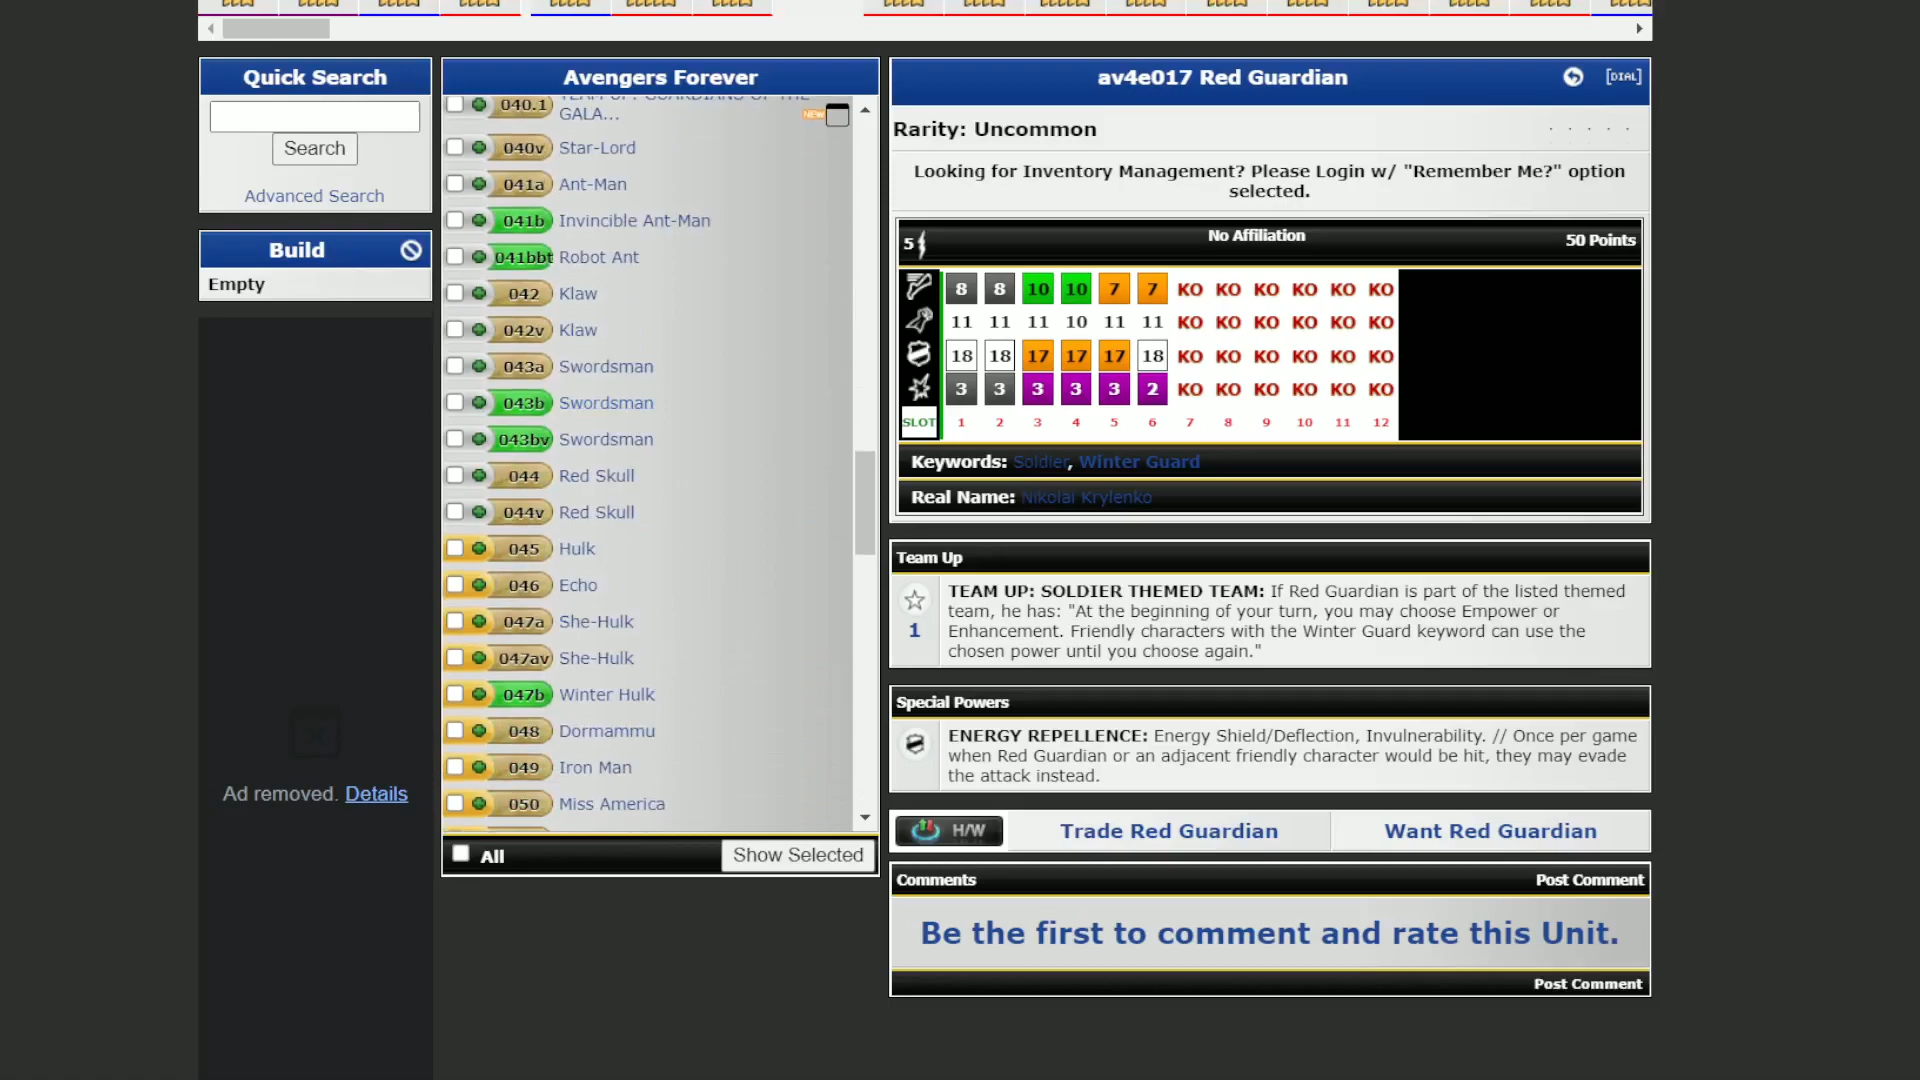 Quick Search
Search
Advanced Search
Build
Empty
Ad removed. Details
Avengers Forever
040.1 TEAM UP: GUARDIANS OF THE
GALA...
NEW
040v Star-Lord
041a Ant-Man
041b Invincible Ant-Man
041bbt Robot Ant
042 Klaw
042v Klaw
043a Swordsman
043b Swordsman
043bv Swordsman
044 Red Skull
044v Red Skull
045 Hulk
046 Echo
047a She-Hulk
047av She-Hulk
047b Winter Hulk
048 Dormammu
049 Iron Man
050 Miss America
All
Show Selected
av4e017 Red Guardian
[DIAL]
Rarity: Uncommon
Looking for Inventory Management? Please Login w/ "Remember Me?" option
selected.
5 No Affiliation 50 Points
8 8 10 10 7 7 KO KO KO KO KO KO
11 11 11 10 11 11 KO KO KO KO KO KO
18 18 17 17 17 18 KO KO KO KO KO KO
3 3 3 3 3 2 KO KO KO KO KO KO
SLOT 1 2 3 4 5 6 7 8 9 10 11 12
Keywords: Soldier, Winter Guard
Real Name: Nikolai Krylenko
Team Up
1
TEAM UP: SOLDIER THEMED TEAM: If Red Guardian is part of the listed themed
team, he has: "At the beginning of your turn, you may choose Empower or
Enhancement. Friendly characters with the Winter Guard keyword can use the
chosen power until you choose again."
Special Powers
ENERGY REPELLENCE: Energy Shield/Deflection, Invulnerability. // Once per game
when Red Guardian or an adjacent friendly character would be hit, they may evade
the attack instead.
H/W
Trade Red Guardian
Want Red Guardian
Comments
Post Comment
Be the first to comment and rate this Unit.
Post Comment